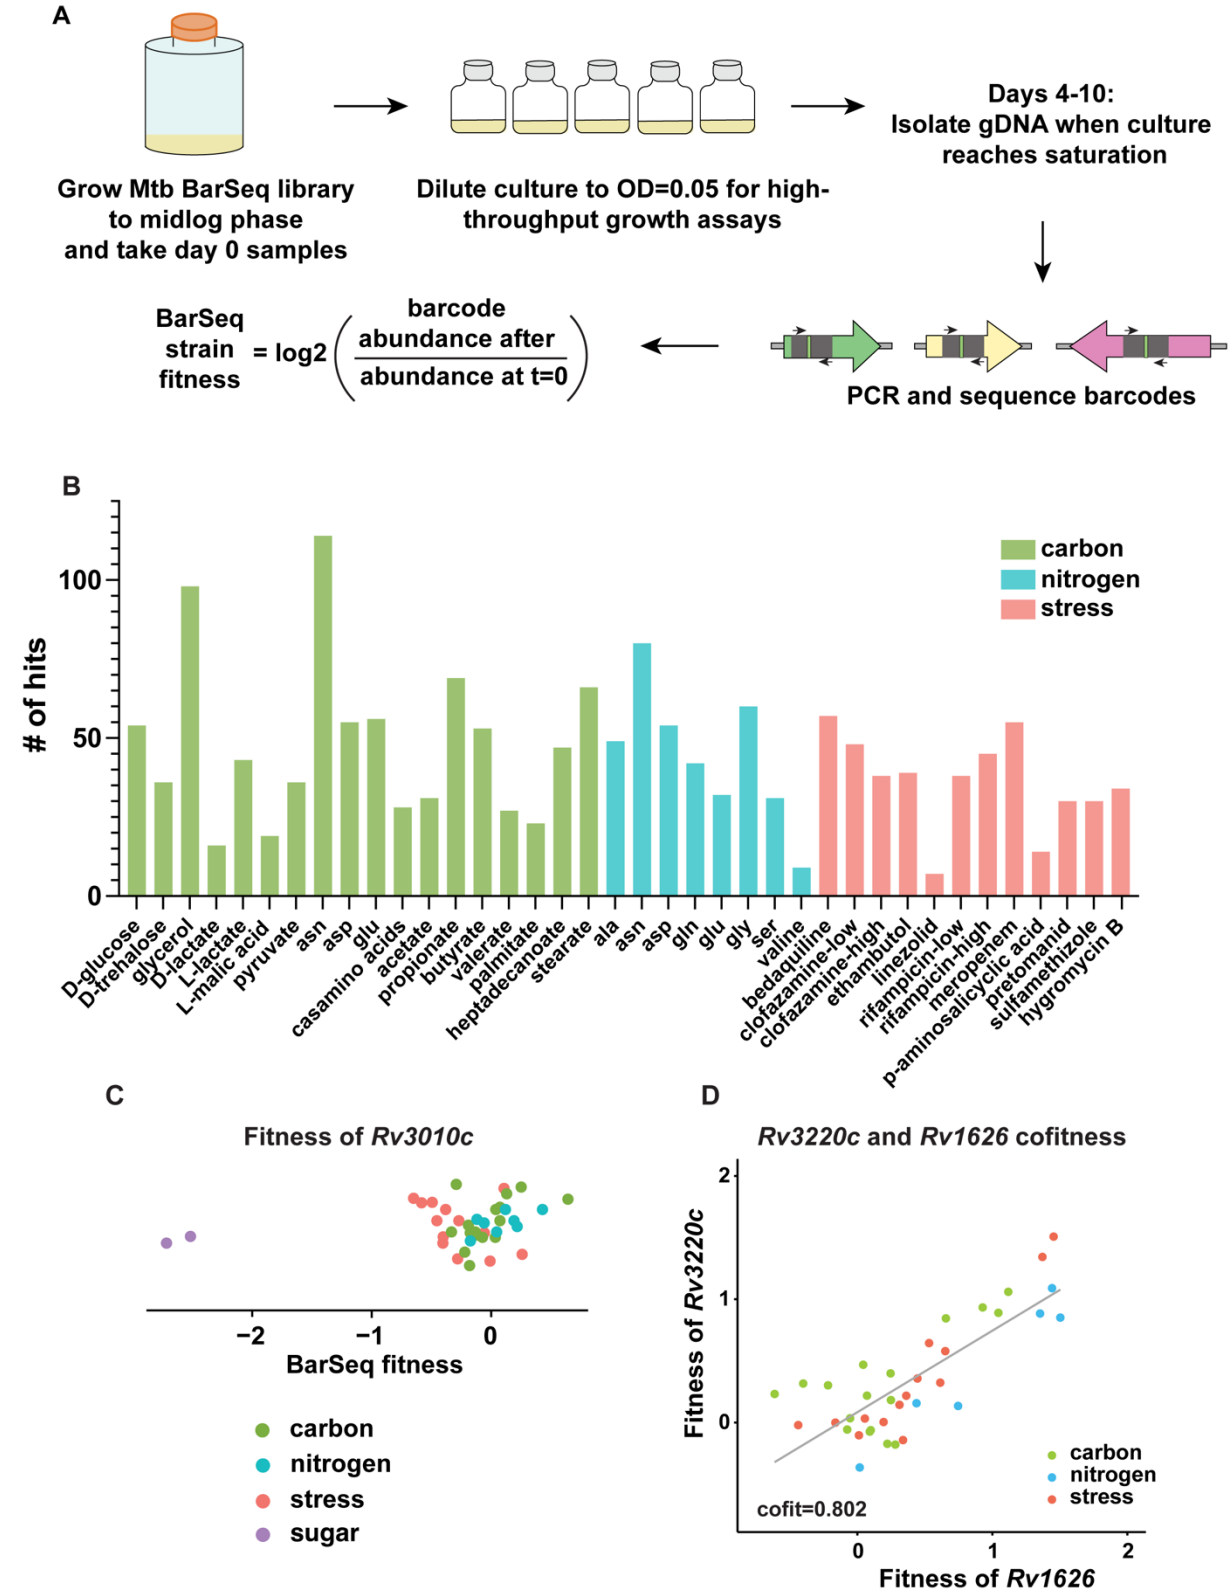 A
Grow Mtb BarSeq library
to midlog phase
and take day 0 samples
Dilute culture to OD=0.05 for high-
throughput growth assays
Days 4-10:
Isolate gDNA when culture
reaches saturation
PCR and sequence barcodes
BarSeq
strain
fitness
= log2
barcode
abundance after
abundance at t=0
B
# of hits
100
50
0
carbon
nitrogen
stress
D-glucose
D-trehalose
glycerol
D-lactate
L-lactate
L-malic acid
pyruvate
asn
asp
glu
casamino acids
acetate
propionate
butyrate
valerate
palmitate
heptadecanoate
stearate
ala
asn
asp
gln
glu
gly
ser
valine
bedaquiline
clofazamine-low
clofazamine-high
ethambutol
linezolid
rifampicin-low
rifampicin-high
meropenem
p-aminosalicyclic acid
pretomanid
sulfamethizole
hygromycin B
C
Fitness of Rv3010c
−2
−1
0
BarSeq fitness
carbon
nitrogen
stress
sugar
D
Rv3220c and Rv1626 cofitness
Fitness of Rv3220c
2
1
0
cofit=0.802
carbon
nitrogen
stress
0
1
2
Fitness of Rv1626